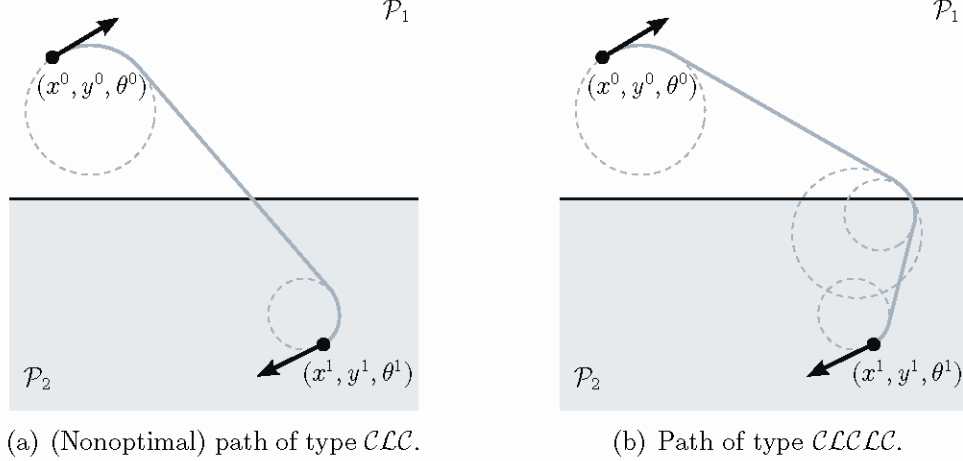 𝒫₁
(x⁰, y⁰, θ⁰)
(x¹, y¹, θ¹)
𝒫₂
(a) (Nonoptimal) path of type 𝒞ℒ𝒞.
𝒫₁
(x⁰, y⁰, θ⁰)
(x¹, y¹, θ¹)
𝒫₂
(b) Path of type 𝒞ℒ𝒞ℒ𝒞.